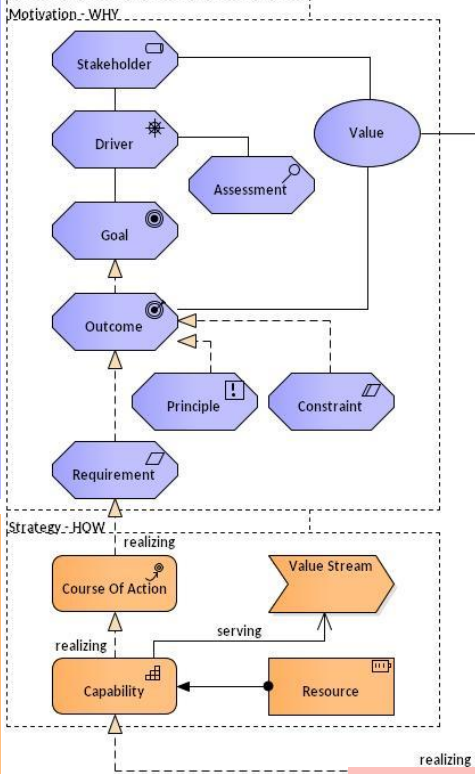 Motivation - WHY
Stakeholder
Driver
Value
Assessment
Goal
Outcome
Principle
Constraint
Requirement
Strategy - HOW
realizing
Course Of Action
Value Stream
serving
realizing
Capability
Resource
realizing